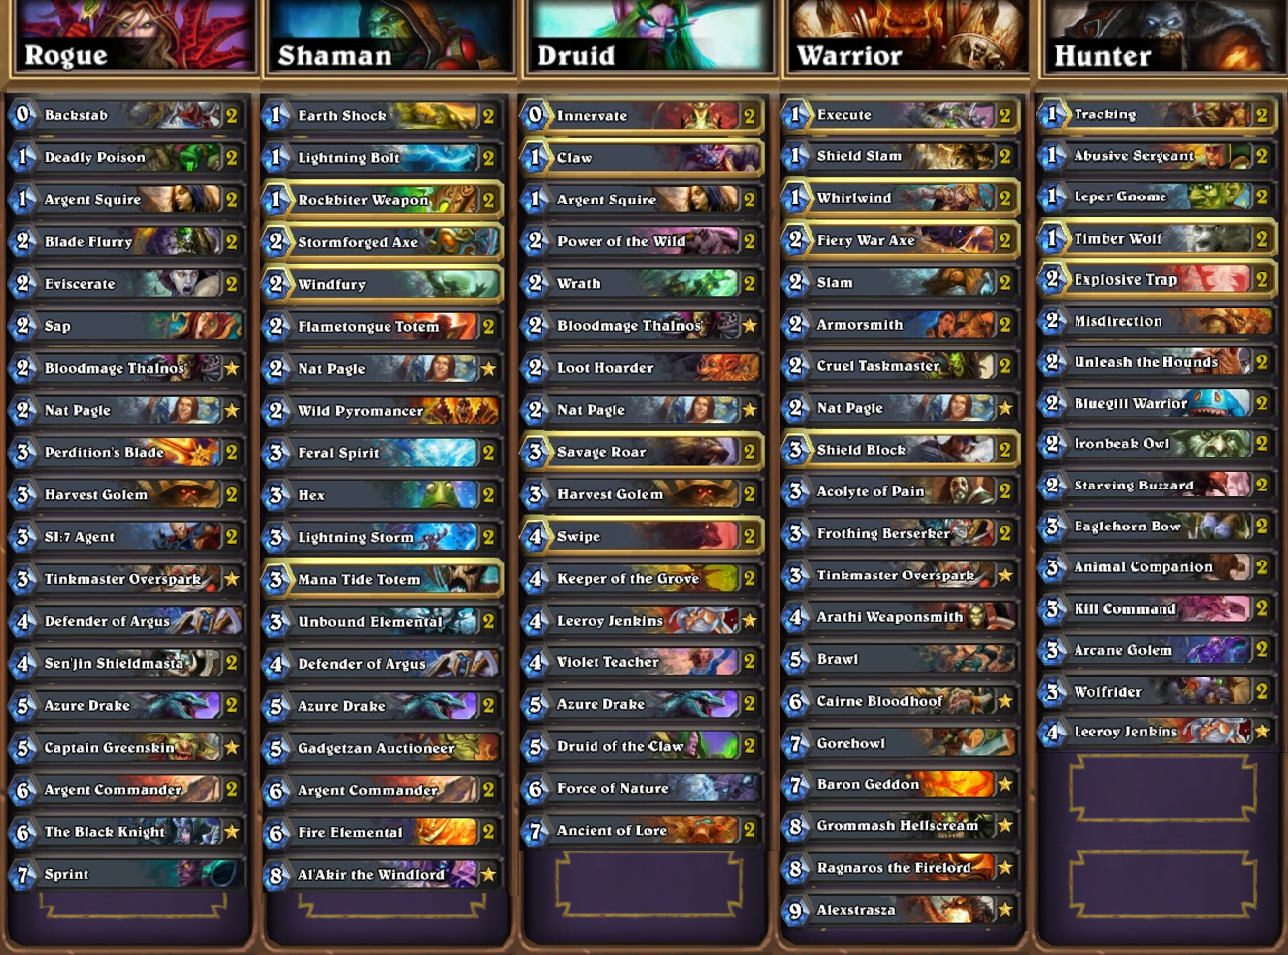 Rogue
0 Backstab 2
1 Deadly Poison 2
1 Argent Squire 2
2 Blade Flurry 2
2 Eviscerate 2
2 Sap
2 Bloodmage Thalnos
2 Nat Pagle
3 Perdition's Blade 2
3 Harvest Golem 2
3 SI:7 Agent 2
3 Tinkmaster Overspark
4 Defender of Argus
4 Sen'jin Shieldmasta 2
5 Azure Drake 2
5 Captain Greenskin
6 Argent Commander 2
6 The Black Knight
7 Sprint
Shaman
1 Earth Shock 2
1 Lightning Bolt 2
1 Rockbiter Weapon 2
2 Stormforged Axe 2
2 Windfury
2 Flametongue Totem 2
2 Nat Pagle
2 Wild Pyromancer
3 Feral Spirit 2
3 Hex 2
3 Lightning Storm 2
3 Mana Tide Totem
3 Unbound Elemental 2
4 Defender of Argus
5 Azure Drake 2
5 Gadgetzan Auctioneer
6 Argent Commander
6 Fire Elemental 2
8 Al'Akir the Windlord
Druid
0 Innervate 2
1 Claw
1 Argent Squire 2
2 Power of the Wild 2
2 Wrath 2
2 Bloodmage Thalnos
2 Loot Hoarder
2 Nat Pagle
3 Savage Roar 2
3 Harvest Golem 2
4 Swipe 2
4 Keeper of the Grove 2
4 Leeroy Jenkins
4 Violet Teacher 2
5 Azure Drake 2
5 Druid of the Claw 2
6 Force of Nature
7 Ancient of Lore 2
Warrior
1 Execute 2
1 Shield Slam 2
1 Whirlwind 2
2 Fiery War Axe 2
2 Slam 2
2 Armorsmith 2
2 Cruel Taskmaster 2
2 Nat Pagle
3 Shield Block 2
3 Acolyte of Pain 2
3 Frothing Berserker 2
3 Tinkmaster Overspark
4 Arathi Weaponsmith
5 Brawl
6 Cairne Bloodhoof
7 Gorehowl
7 Baron Geddon
8 Grommash Hellscream
8 Ragnaros the Firelord
9 Alexstrasza
Hunter
1 Tracking 2
1 Abusive Sergeant 2
1 Leper Gnome 2
1 Timber Wolf 2
2 Explosive Trap 2
2 Misdirection
2 Unleash the Hounds 2
2 Bluegill Warrior 2
2 Ironbeak Owl 2
2 Starving Buzzard 2
3 Eaglehorn Bow 2
3 Animal Companion 2
3 Kill Command 2
3 Arcane Golem 2
3 Wolfrider 2
4 Leeroy Jenkins